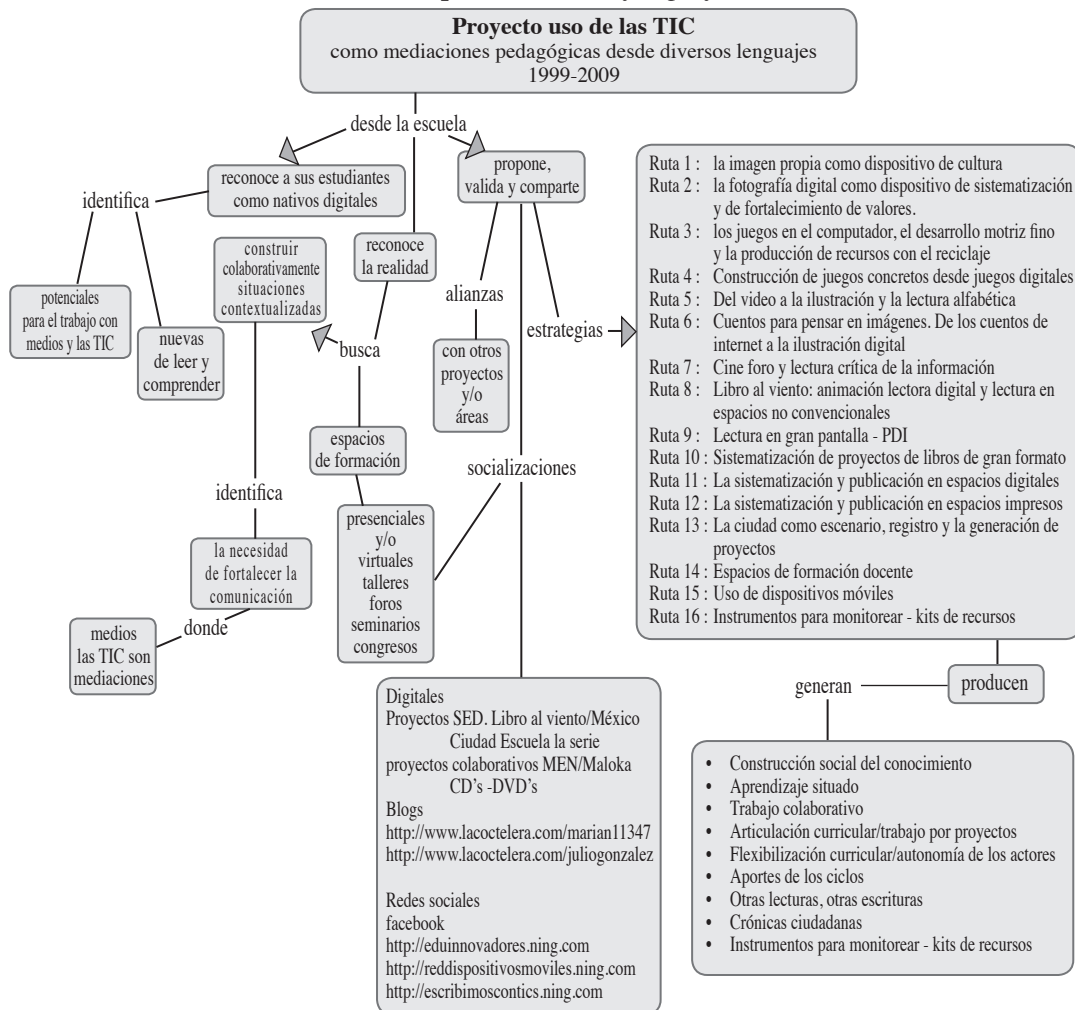 Proyecto uso de las TIC
como mediaciones pedagógicas desde diversos lenguajes
1999-2009
desde la escuela
reconoce a sus estudiantes
como nativos digitales
identifica
potenciales
para el trabajo con
medios y las TIC
nuevas
de leer y
comprender
construir
colaborativamente
situaciones
contextualizadas
reconoce
la realidad
busca
espacios
de formación
presenciales
y/o
virtuales
talleres
foros
seminarios
congresos
identifica
la necesidad
de fortalecer la
comunicación
donde
medios
las TIC son
mediaciones
propone,
valida y comparte
alianzas
con otros
proyectos
y/o
áreas
socializaciones
estrategias
Ruta 1 : la imagen propia como dispositivo de cultura
Ruta 2 : la fotografía digital como dispositivo de sistematización
y de fortalecimiento de valores.
Ruta 3 : los juegos en el computador, el desarrollo motriz fino
y la producción de recursos con el reciclaje
Ruta 4 : Construcción de juegos concretos desde juegos digitales
Ruta 5 : Del video a la ilustración y la lectura alfabética
Ruta 6 : Cuentos para pensar en imágenes. De los cuentos de
internet a la ilustración digital
Ruta 7 : Cine foro y lectura crítica de la información
Ruta 8 : Libro al viento: animación lectora digital y lectura en
espacios no convencionales
Ruta 9 : Lectura en gran pantalla - PDI
Ruta 10 : Sistematización de proyectos de libros de gran formato
Ruta 11 : La sistematización y publicación en espacios digitales
Ruta 12 : La sistematización y publicación en espacios impresos
Ruta 13 : La ciudad como escenario, registro y la generación de
proyectos
Ruta 14 : Espacios de formación docente
Ruta 15 : Uso de dispositivos móviles
Ruta 16 : Instrumentos para monitorear - kits de recursos
producen
generan
Digitales
Proyectos SED. Libro al viento/México
Ciudad Escuela la serie
proyectos colaborativos MEN/Maloka
CD's -DVD's
Blogs
http://www.lacoctelera.com/marian11347
http://www.lacoctelera.com/juliogonzalez
Redes sociales
facebook
http://eduinnovadores.ning.com
http://reddispositivosmoviles.ning.com
http://escribimoscontics.ning.com
• Construcción social del conocimiento
• Aprendizaje situado
• Trabajo colaborativo
• Articulación curricular/trabajo por proyectos
• Flexibilización curricular/autonomía de los actores
• Aportes de los ciclos
• Otras lecturas, otras escrituras
• Crónicas ciudadanas
• Instrumentos para monitorear - kits de recursos